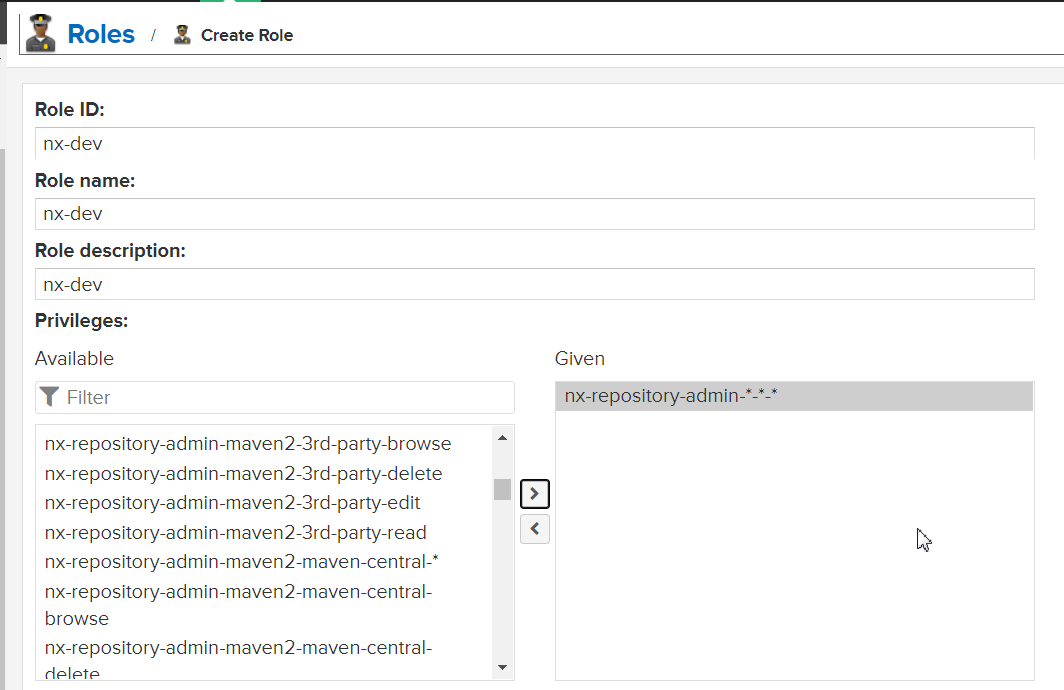 Roles / Create Role
Role ID:
nx-dev
Role name:
nx-dev
Role description:
nx-dev
Privileges:
Available
Given
Filter
nx-repository-admin-*-*-*
nx-repository-admin-maven2-3rd-party-browse
nx-repository-admin-maven2-3rd-party-delete
nx-repository-admin-maven2-3rd-party-edit
nx-repository-admin-maven2-3rd-party-read
nx-repository-admin-maven2-maven-central-*
nx-repository-admin-maven2-maven-central-
browse
nx-repository-admin-maven2-maven-central-
delete